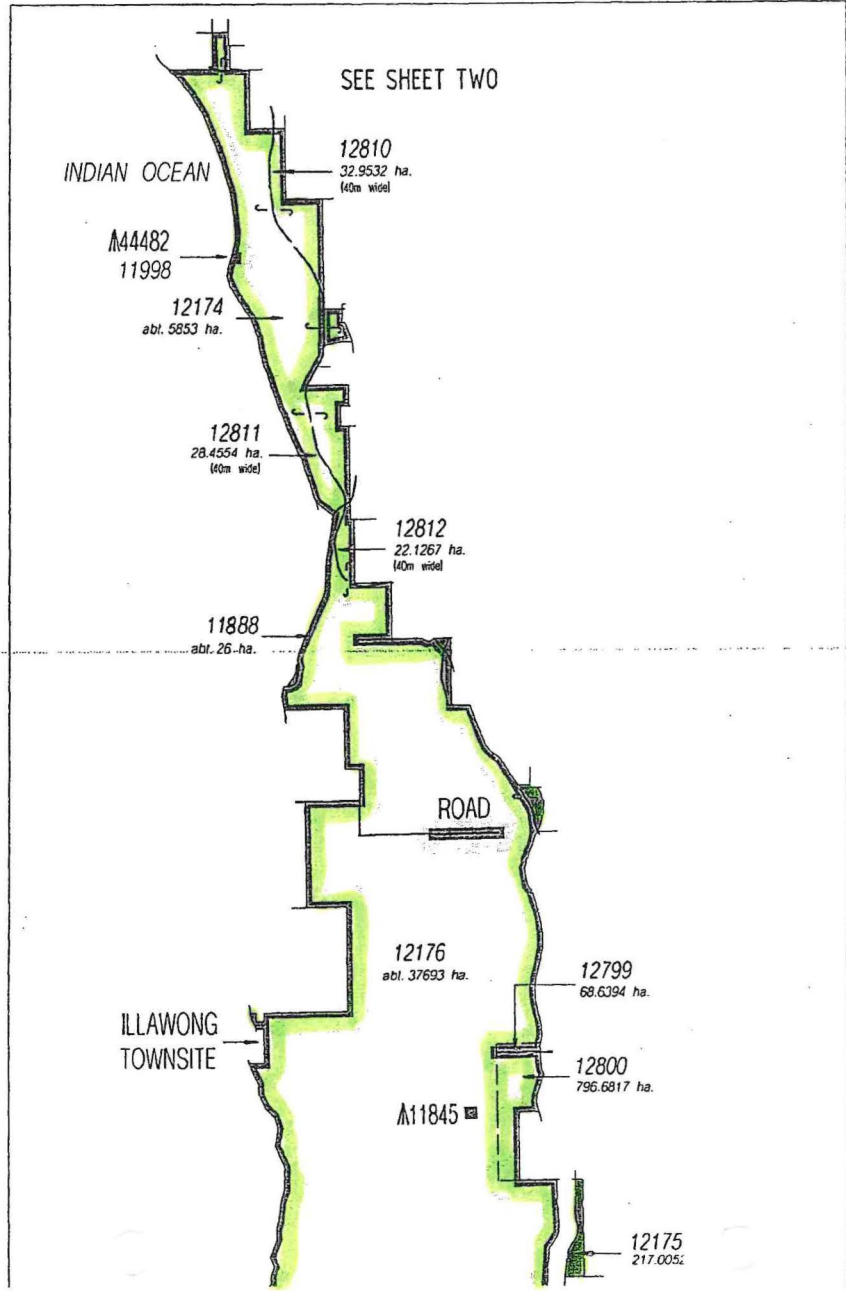 SEE SHEET TWO
12810
32.9532 ha.
(40m wide)
INDIAN OCEAN
44482
11998
12174
abt. 5853 ha.
12811
28.4554 ha.
(40m wide)
12812
22.1267 ha.
(40m wide)
11888
abt. 26 ha.
ROAD
12176
abt. 37693 ha.
12799
68.6394 ha.
ILLAWONG
TOWNSITE
12800
796.6817 ha.
11845
12175
217.0052